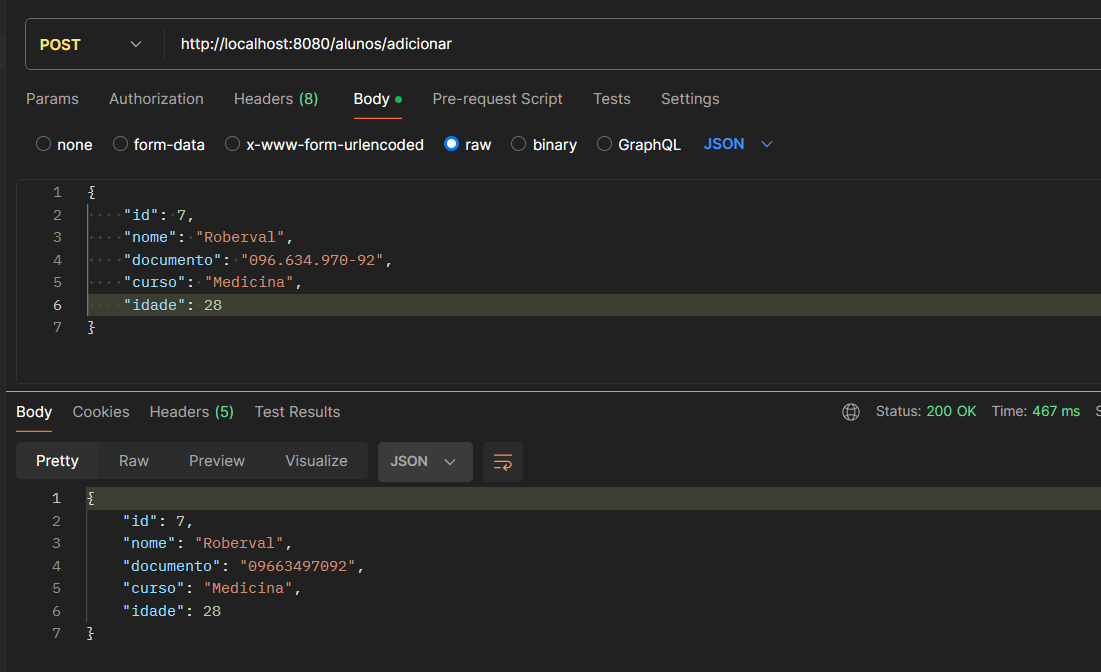 POST http://localhost:8080/alunos/adicionar
Params Authorization Headers (8) Body Pre-request Script Tests Settings
none form-data x-www-form-urlencoded raw binary GraphQL JSON
1 {
2 "id": 7,
3 "nome": "Roberval",
4 "documento": "096.634.970-92",
5 "curso": "Medicina",
6 "idade": 28
7 }
Body Cookies Headers (5) Test Results Status: 200 OK Time: 467 ms
Pretty Raw Preview Visualize JSON
1 {
2 "id": 7,
3 "nome": "Roberval",
4 "documento": "09663497092",
5 "curso": "Medicina",
6 "idade": 28
7 }